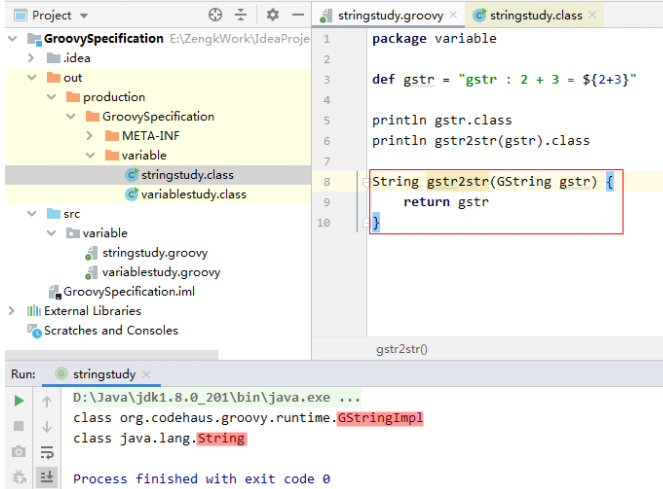 Project
GroovySpecification E:\ZengkWork\IdeaProje
.idea
out
production
GroovySpecification
META-INF
variable
stringstudy.class
variablestudy.class
src
variable
stringstudy.groovy
variablestudy.groovy
GroovySpecification.iml
External Libraries
Scratches and Consoles
stringstudy.groovy stringstudy.class
1 package variable
2
3 def gstr = "gstr : 2 + 3 = ${2+3}"
4
5 println gstr.class
6 println gstr2str(gstr).class
7
8 String gstr2str(GString gstr) {
9 return gstr
10 }
gstr2str()
Run: stringstudy
D:\Java\jdk1.8.0_201\bin\java.exe ...
class org.codehaus.groovy.runtime.GStringImpl
class java.lang.String
Process finished with exit code 0